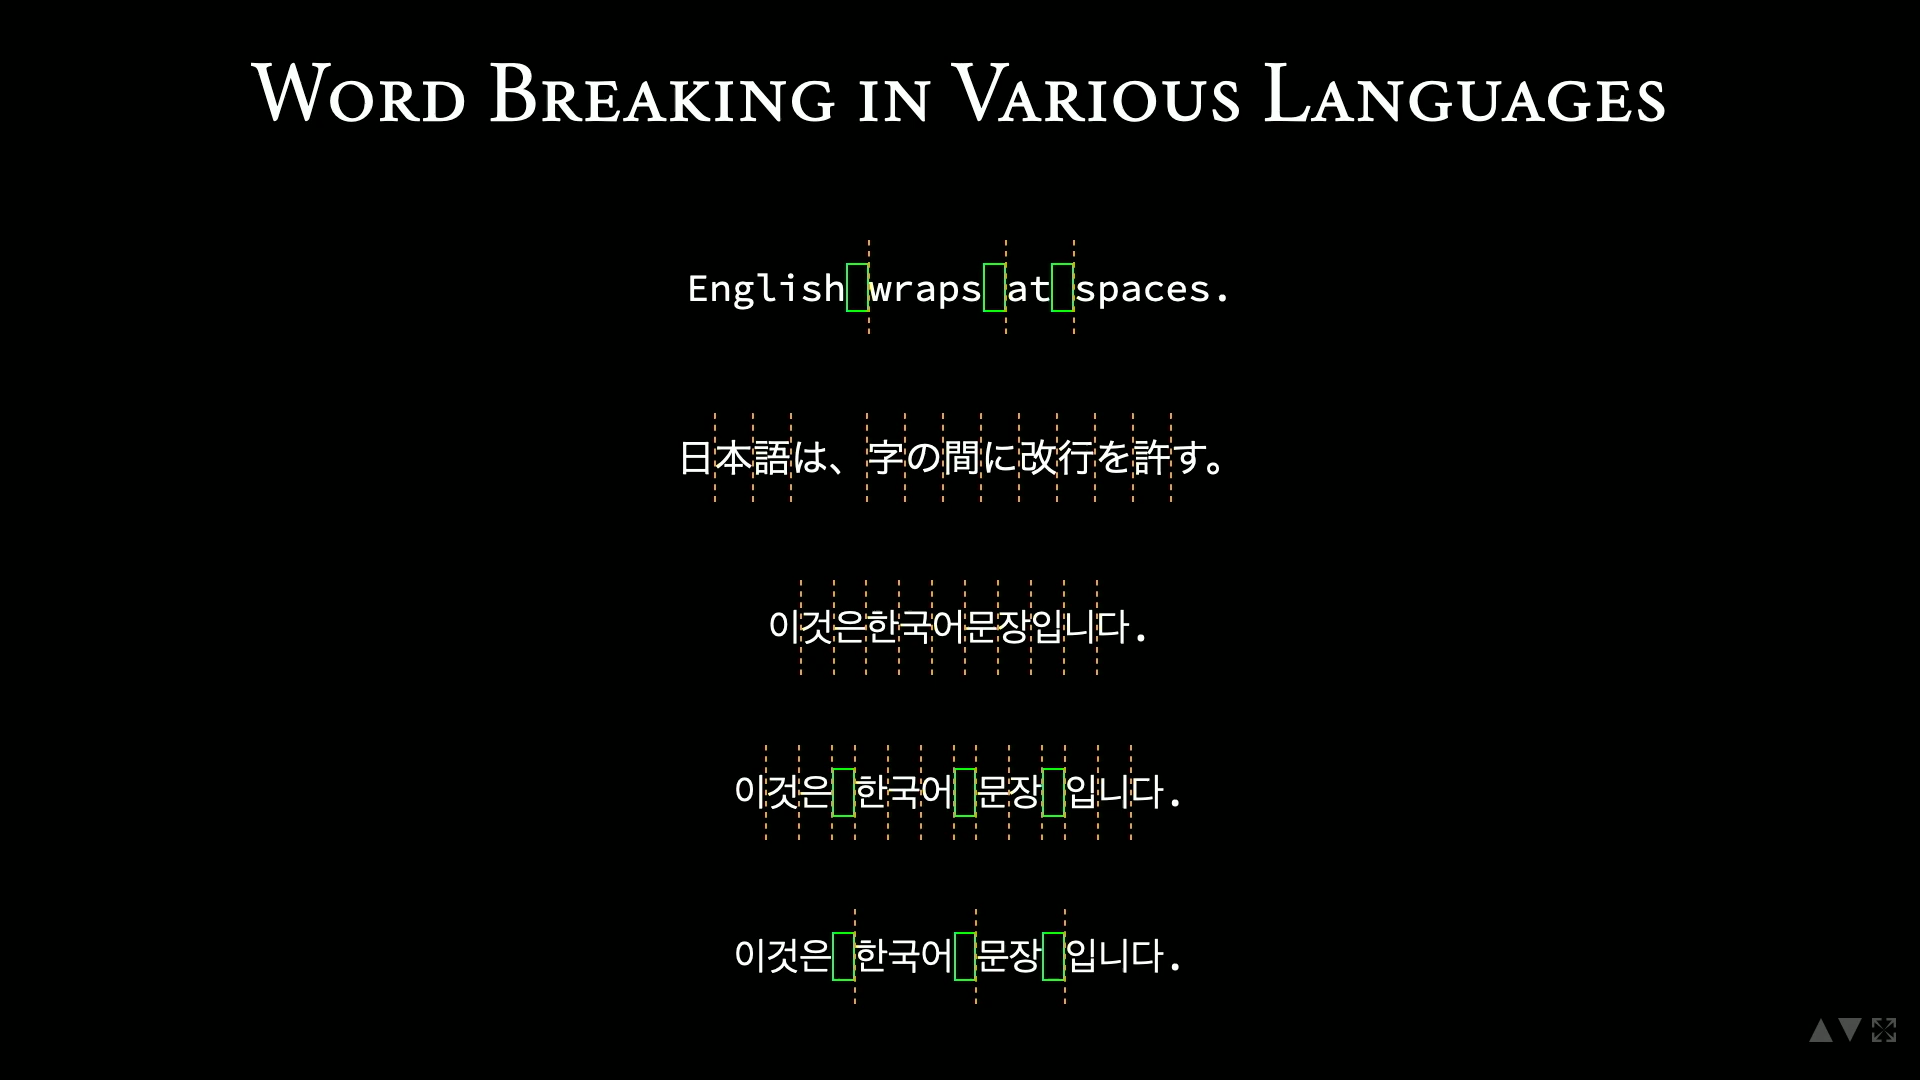 Word Breaking in Various Languages
English wraps at spaces.
日本語は、字の間に改行を許す。
이것은한국어문장입니다.
이것은 한국어 문장 입니다.
이것은 한국어 문장 입니다.